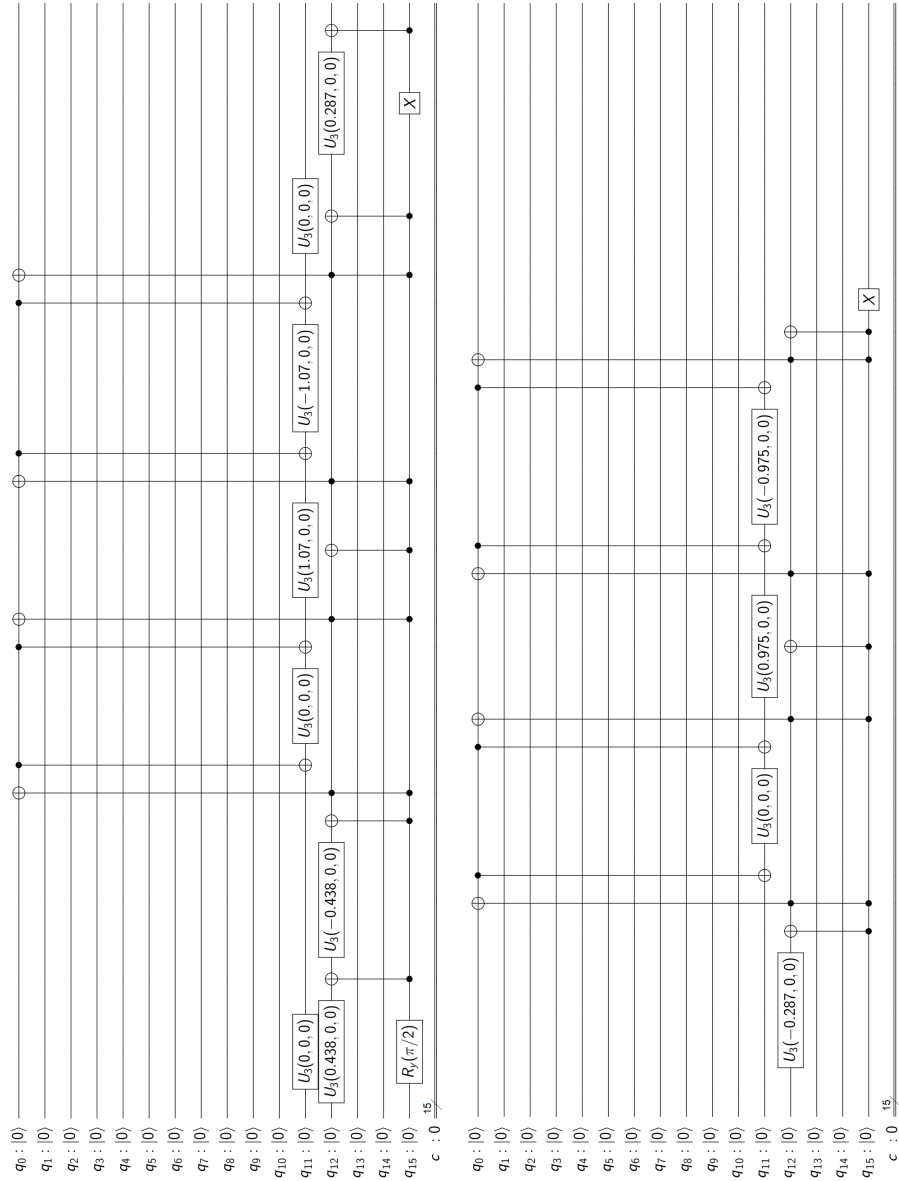 q₀ : |0⟩
q₁ : |0⟩
q₂ : |0⟩
q₃ : |0⟩
q₄ : |0⟩
q₅ : |0⟩
q₆ : |0⟩
q₇ : |0⟩
q₈ : |0⟩
q₉ : |0⟩
q₁₀ : |0⟩
q₁₁ : |0⟩ U₃(0, 0, 0) U₃(0, 0, 0) U₃(1.07, 0, 0) U₃(−1.07, 0, 0) U₃(0, 0, 0)
q₁₂ : |0⟩ U₃(0.438, 0, 0) U₃(−0.438, 0, 0) U₃(0.287, 0, 0)
q₁₃ : |0⟩
q₁₄ : |0⟩
q₁₅ : |0⟩ R_y(π/2) X
c : 0 15
q₀ : |0⟩
q₁ : |0⟩
q₂ : |0⟩
q₃ : |0⟩
q₄ : |0⟩
q₅ : |0⟩
q₆ : |0⟩
q₇ : |0⟩
q₈ : |0⟩
q₉ : |0⟩
q₁₀ : |0⟩
q₁₁ : |0⟩ U₃(0, 0, 0) U₃(0.975, 0, 0) U₃(−0.975, 0, 0)
q₁₂ : |0⟩ U₃(−0.287, 0, 0)
q₁₃ : |0⟩
q₁₄ : |0⟩
q₁₅ : |0⟩ X
c : 0 15